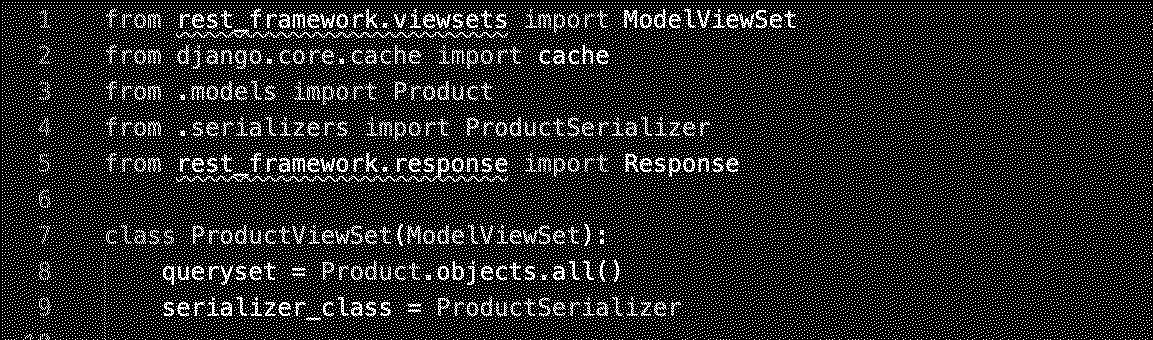 1 from rest_framework.viewsets import ModelViewSet
2 from django.core.cache import cache
3 from .models import Product
4 from .serializers import ProductSerializer
5 from rest_framework.response import Response
6
7 class ProductViewSet(ModelViewSet):
8     queryset = Product.objects.all()
9     serializer_class = ProductSerializer